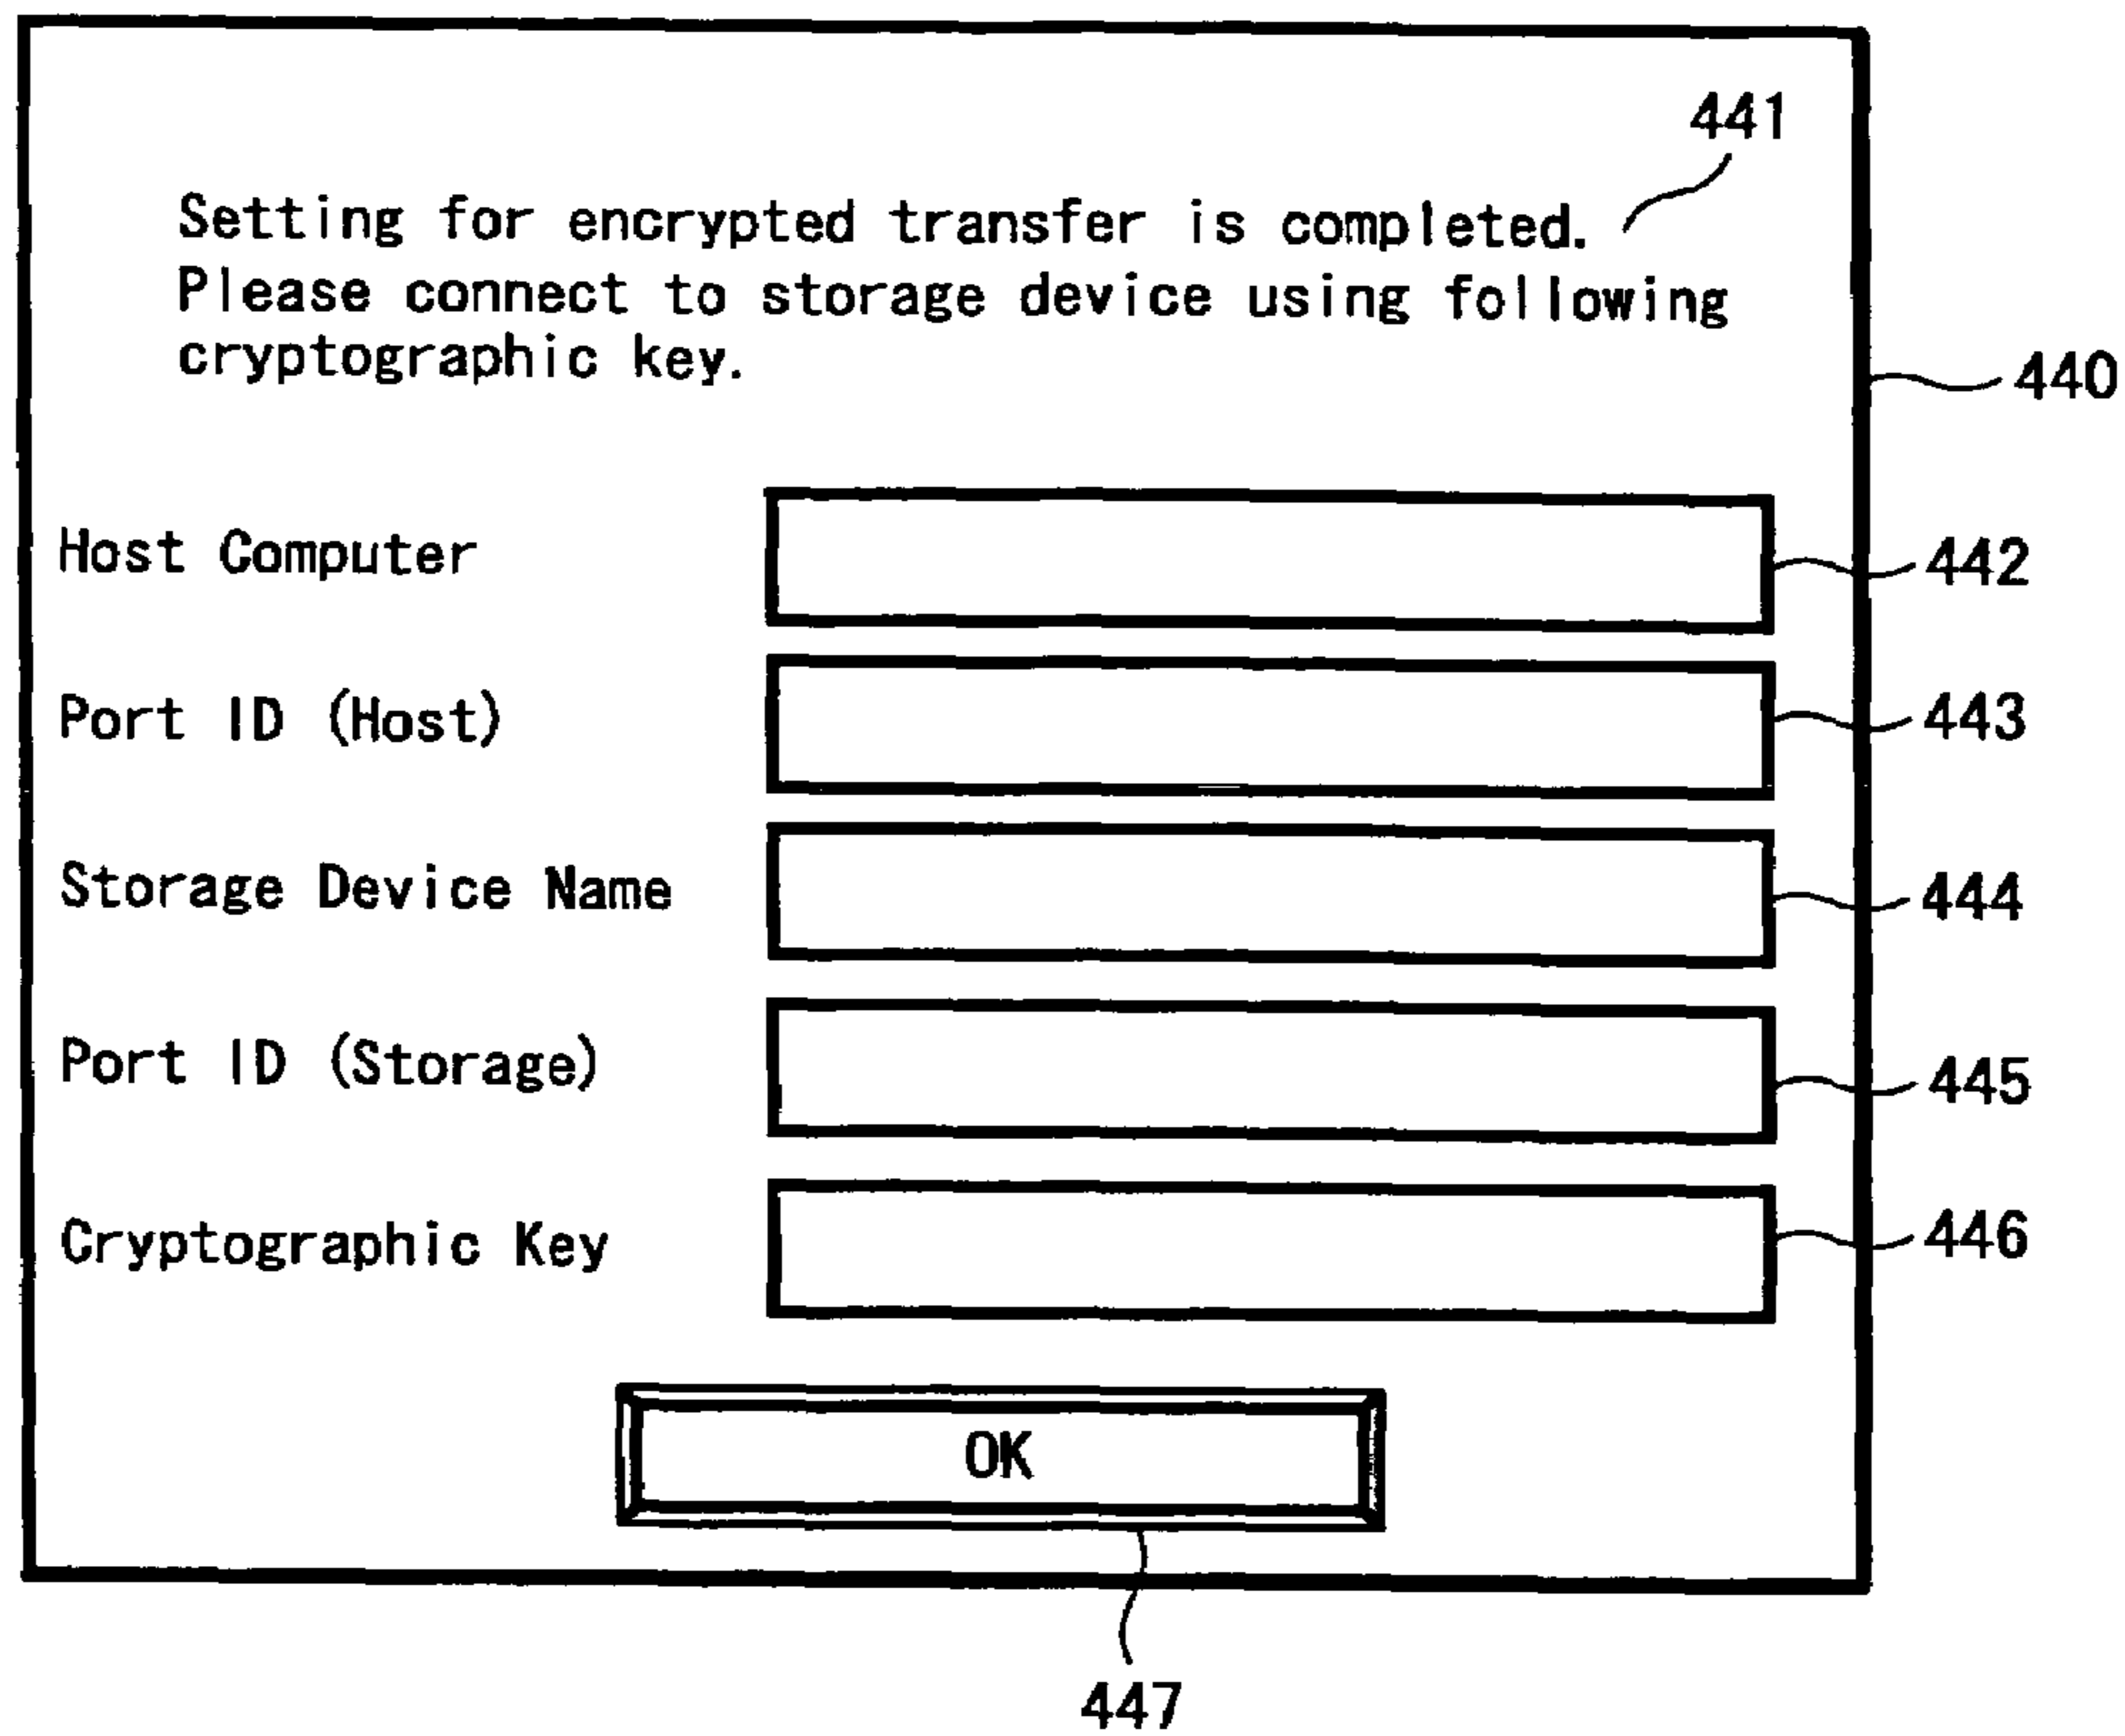 441
Setting for encrypted transfer is completed.
Please connect to storage device using following
cryptographic key.
440
Host Computer
442
Port ID (Host)
443
Storage Device Name
444
Port ID (Storage)
445
Cryptographic Key
446
OK
447